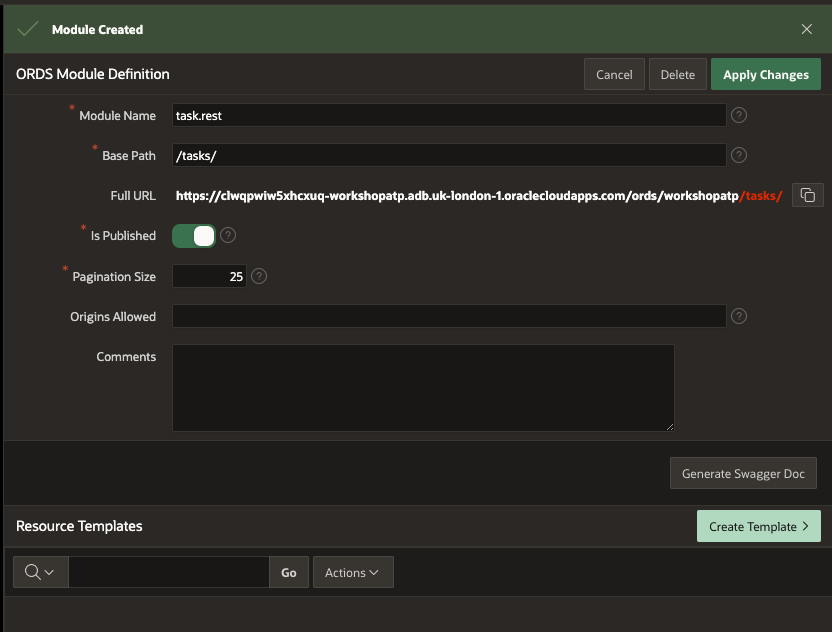 Module Created
ORDS Module Definition
Cancel
Delete
Apply Changes
* Module Name task.rest ?
* Base Path /tasks/ ?
Full URL https://clwqpwiw5xhcxuq-workshopatp.adb.uk-london-1.oraclecloudapps.com/ords/workshopatp/tasks/
* Is Published ?
* Pagination Size 25 ?
Origins Allowed ?
Comments
Generate Swagger Doc
Resource Templates
Create Template >
Go
Actions